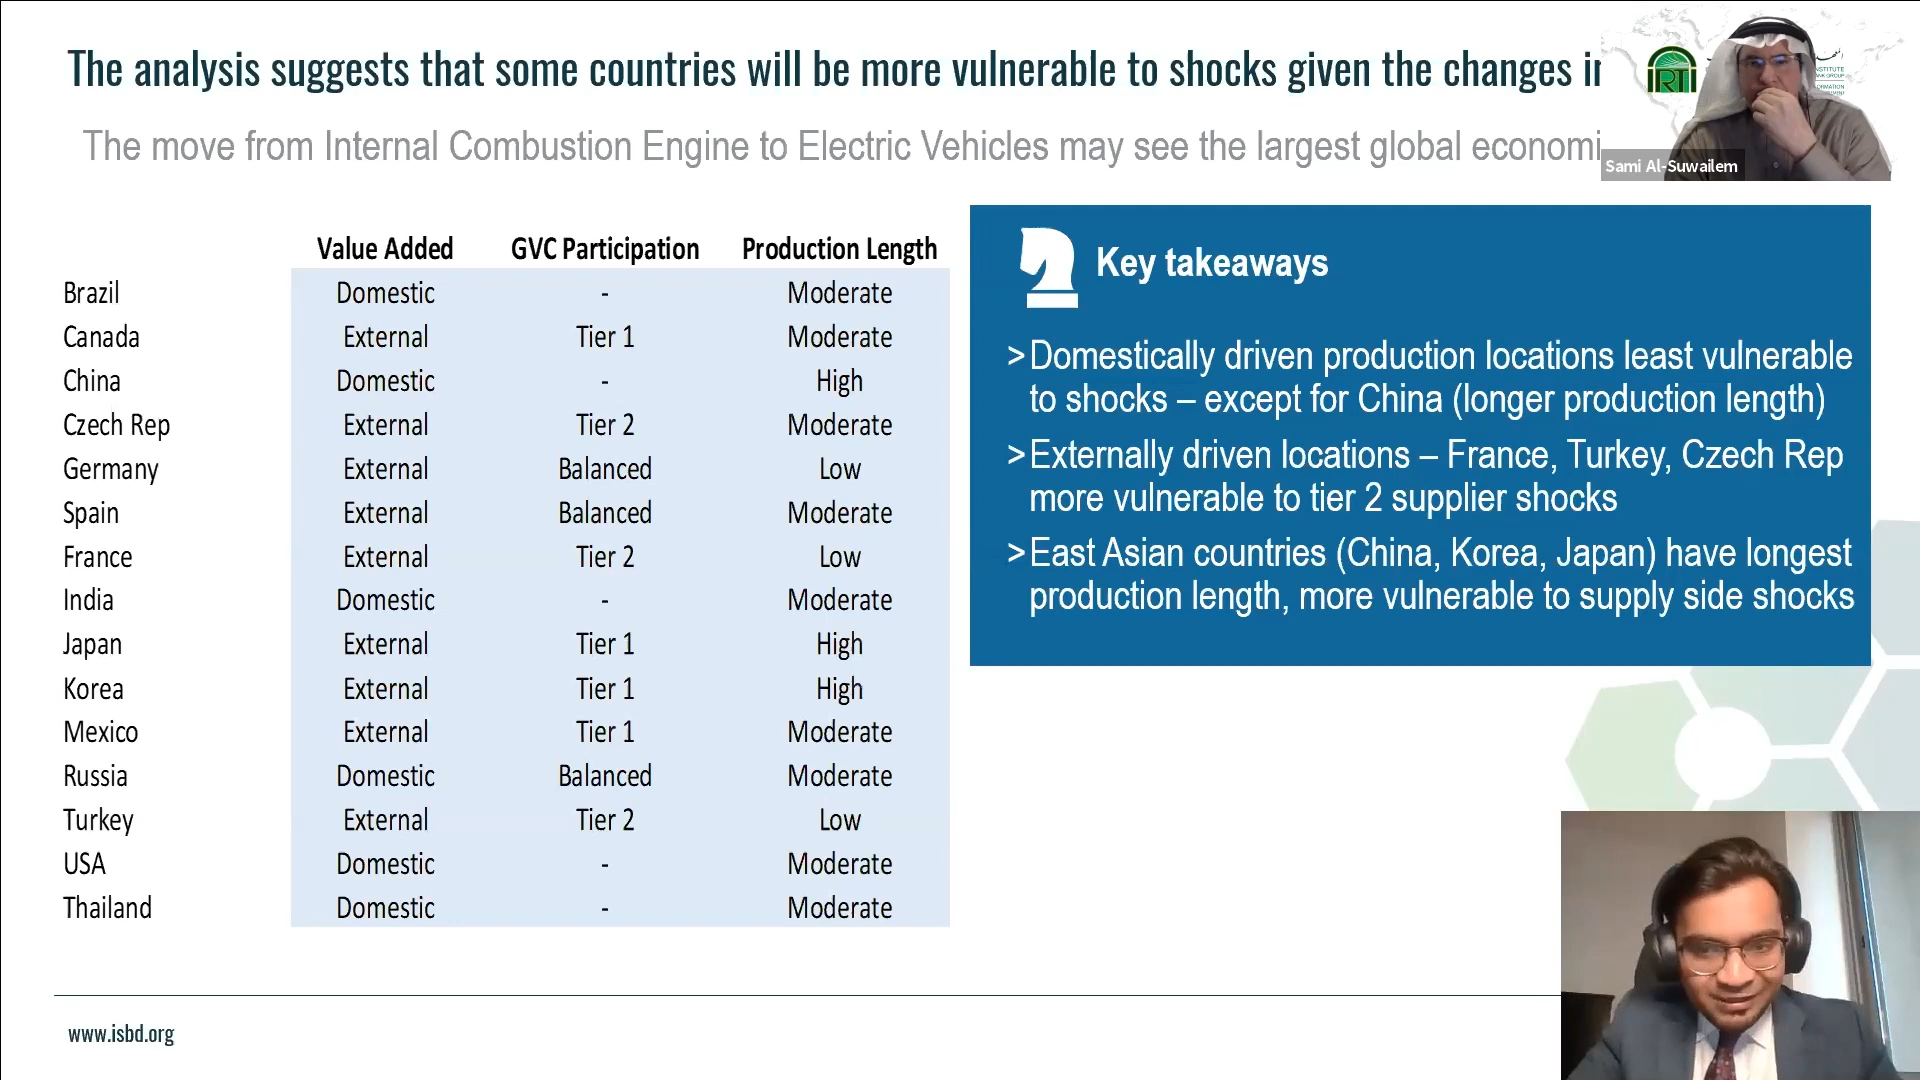 The analysis suggests that some countries will be more vulnerable to shocks given the changes in
The move from Internal Combustion Engine to Electric Vehicles may see the largest global economi
IRTI
Sami Al-Suwailem
Value Added GVC Participation Production Length
Brazil Domestic - Moderate
Canada External Tier 1 Moderate
China Domestic - High
Czech Rep External Tier 2 Moderate
Germany External Balanced Low
Spain External Balanced Moderate
France External Tier 2 Low
India Domestic - Moderate
Japan External Tier 1 High
Korea External Tier 1 High
Mexico External Tier 1 Moderate
Russia Domestic Balanced Moderate
Turkey External Tier 2 Low
USA Domestic - Moderate
Thailand Domestic - Moderate
Key takeaways
> Domestically driven production locations least vulnerable
to shocks – except for China (longer production length)
> Externally driven locations – France, Turkey, Czech Rep
more vulnerable to tier 2 supplier shocks
> East Asian countries (China, Korea, Japan) have longest
production length, more vulnerable to supply side shocks
www.isbd.org